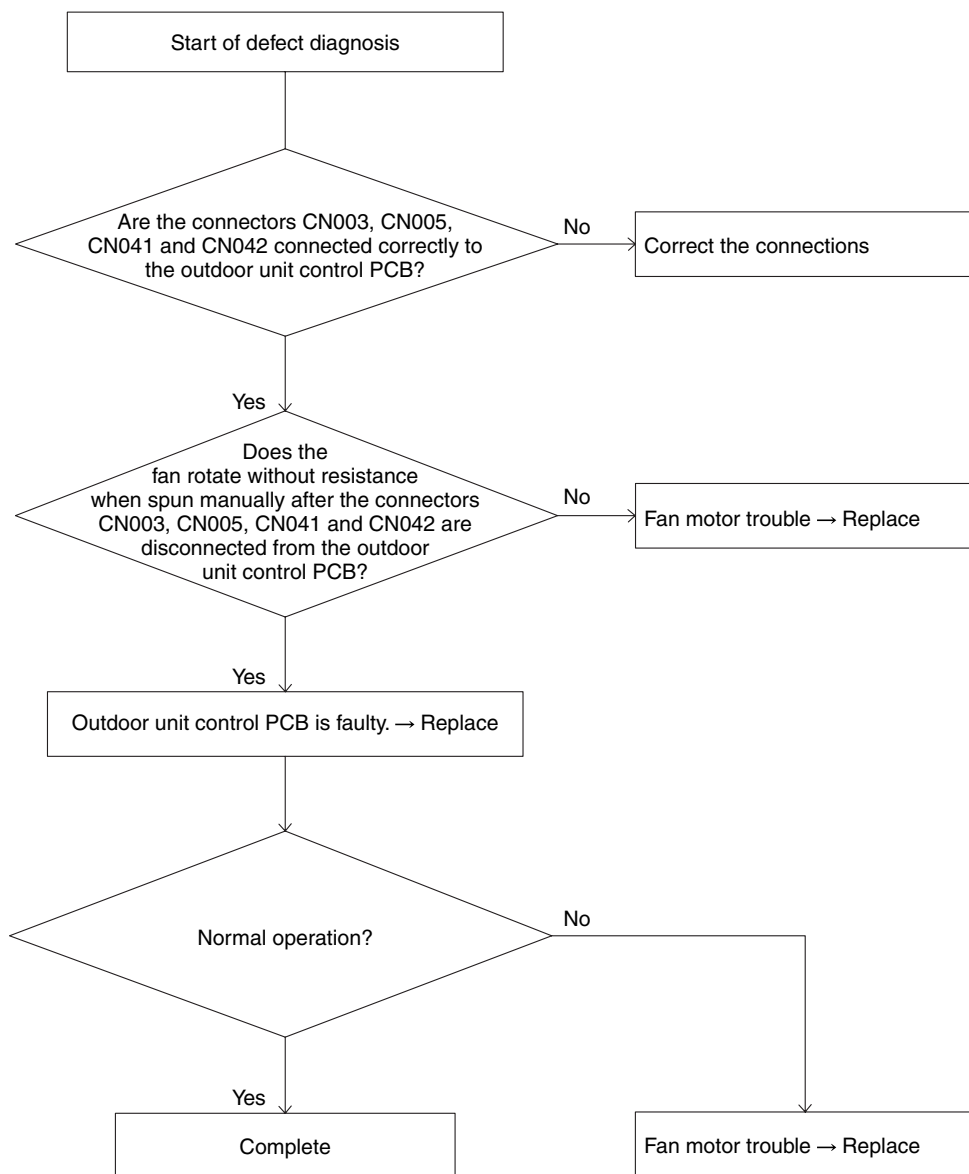 Start of defect diagnosis
Are the connectors CN003, CN005,
CN041 and CN042 connected correctly to
the outdoor unit control PCB?
No
Correct the connections
Yes
Does the
fan rotate without resistance
when spun manually after the connectors
CN003, CN005, CN041 and CN042 are
disconnected from the outdoor
unit control PCB?
No
Fan motor trouble → Replace
Yes
Outdoor unit control PCB is faulty. → Replace
Normal operation?
No
Yes
Complete
Fan motor trouble → Replace